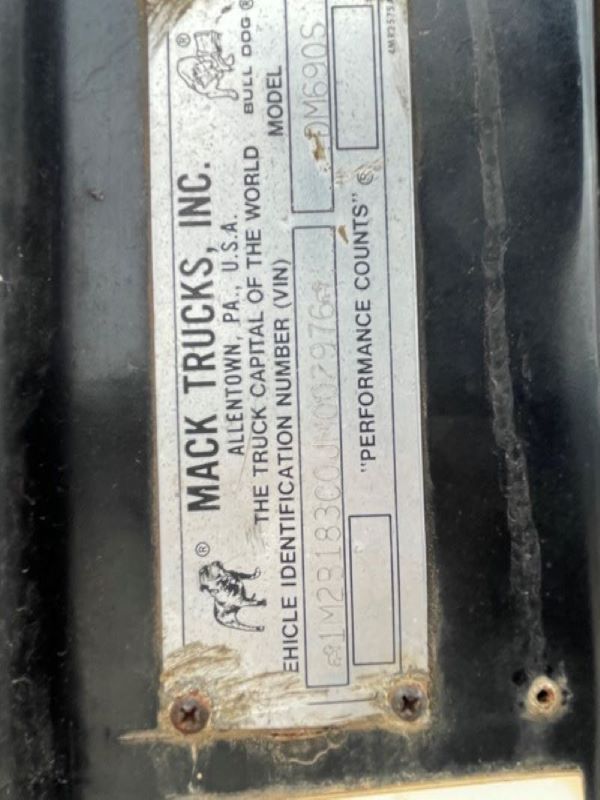 MACK TRUCKS, INC.
ALLENTOWN, PA., U.S.A.
THE TRUCK CAPITAL OF THE WORLD
BULL DOG ®
EHICLE IDENTIFICATION NUMBER (VIN)
MODEL
1M2B183C0JM002976
DM690S
"PERFORMANCE COUNTS" ®